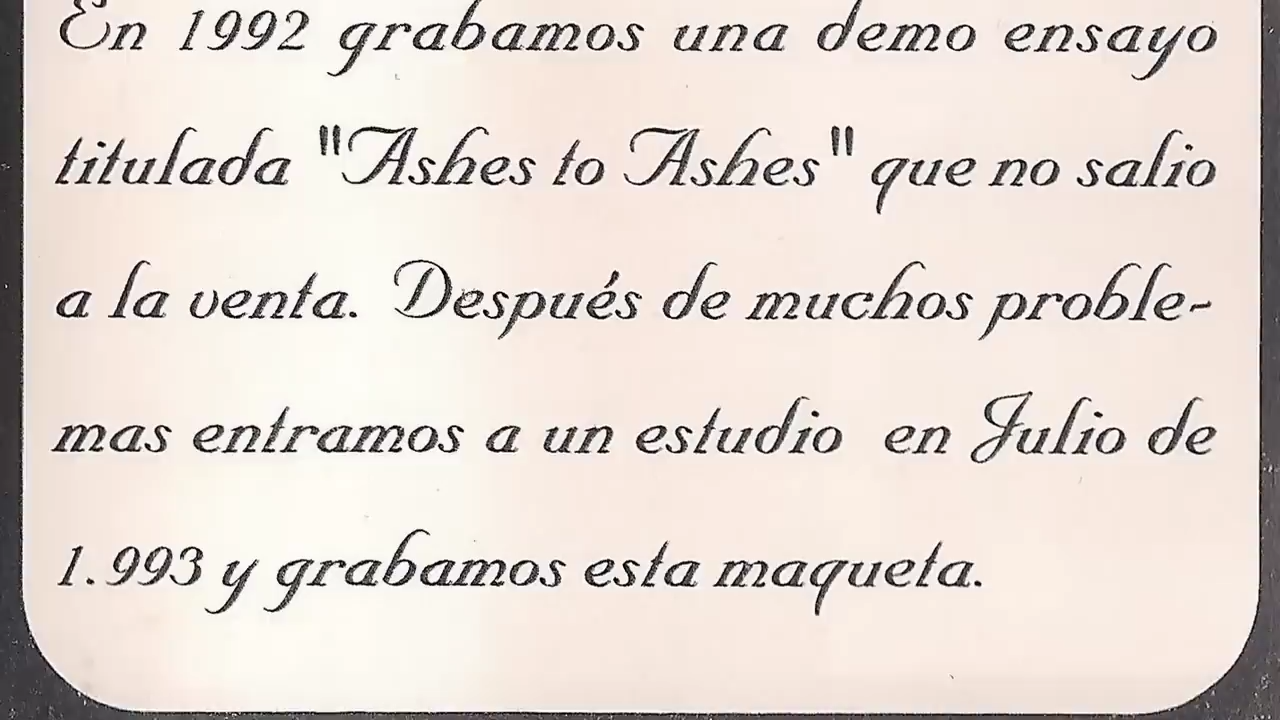 En 1992 grabamos una demo ensayo
titulada "Ashes to Ashes" que no salio
a la venta. Después de muchos proble-
mas entramos a un estudio en Julio de
1.993 y grabamos esta maqueta.